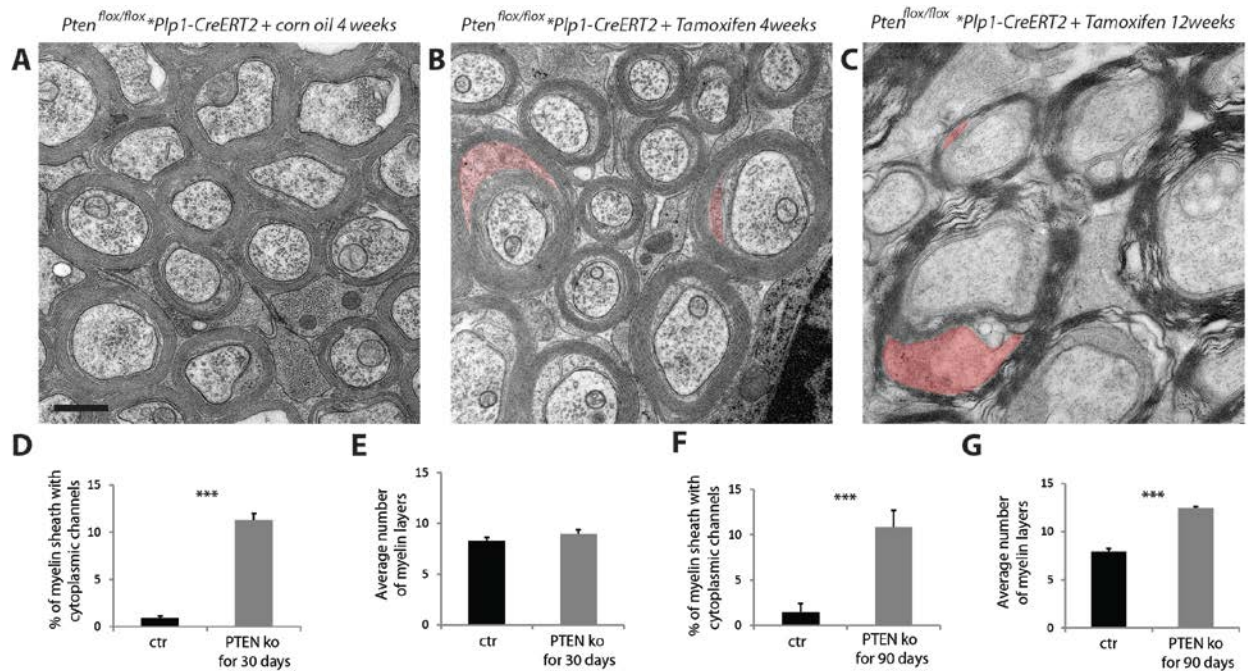 Pten flox/flox *Plp1-CreERT2 + corn oil 4 weeks
Pten flox/flox *Plp1-CreERT2 + Tamoxifen 4weeks
Pten flox/flox *Plp1-CreERT2 + Tamoxifen 12weeks
A
B
C
D
% of myelin sheath with
cytoplasmic channels
15
10
5
0
***
ctr
PTEN ko
for 30 days
E
Average number
of myelin layers
15
10
5
0
ctr
PTEN ko
for 30 days
F
% of myelin sheath with
cytoplasmic channels
15
10
5
0
***
ctr
PTEN ko
for 90 days
G
Average number
of myelin layers
15
10
5
0
***
ctr
PTEN ko
for 90 days